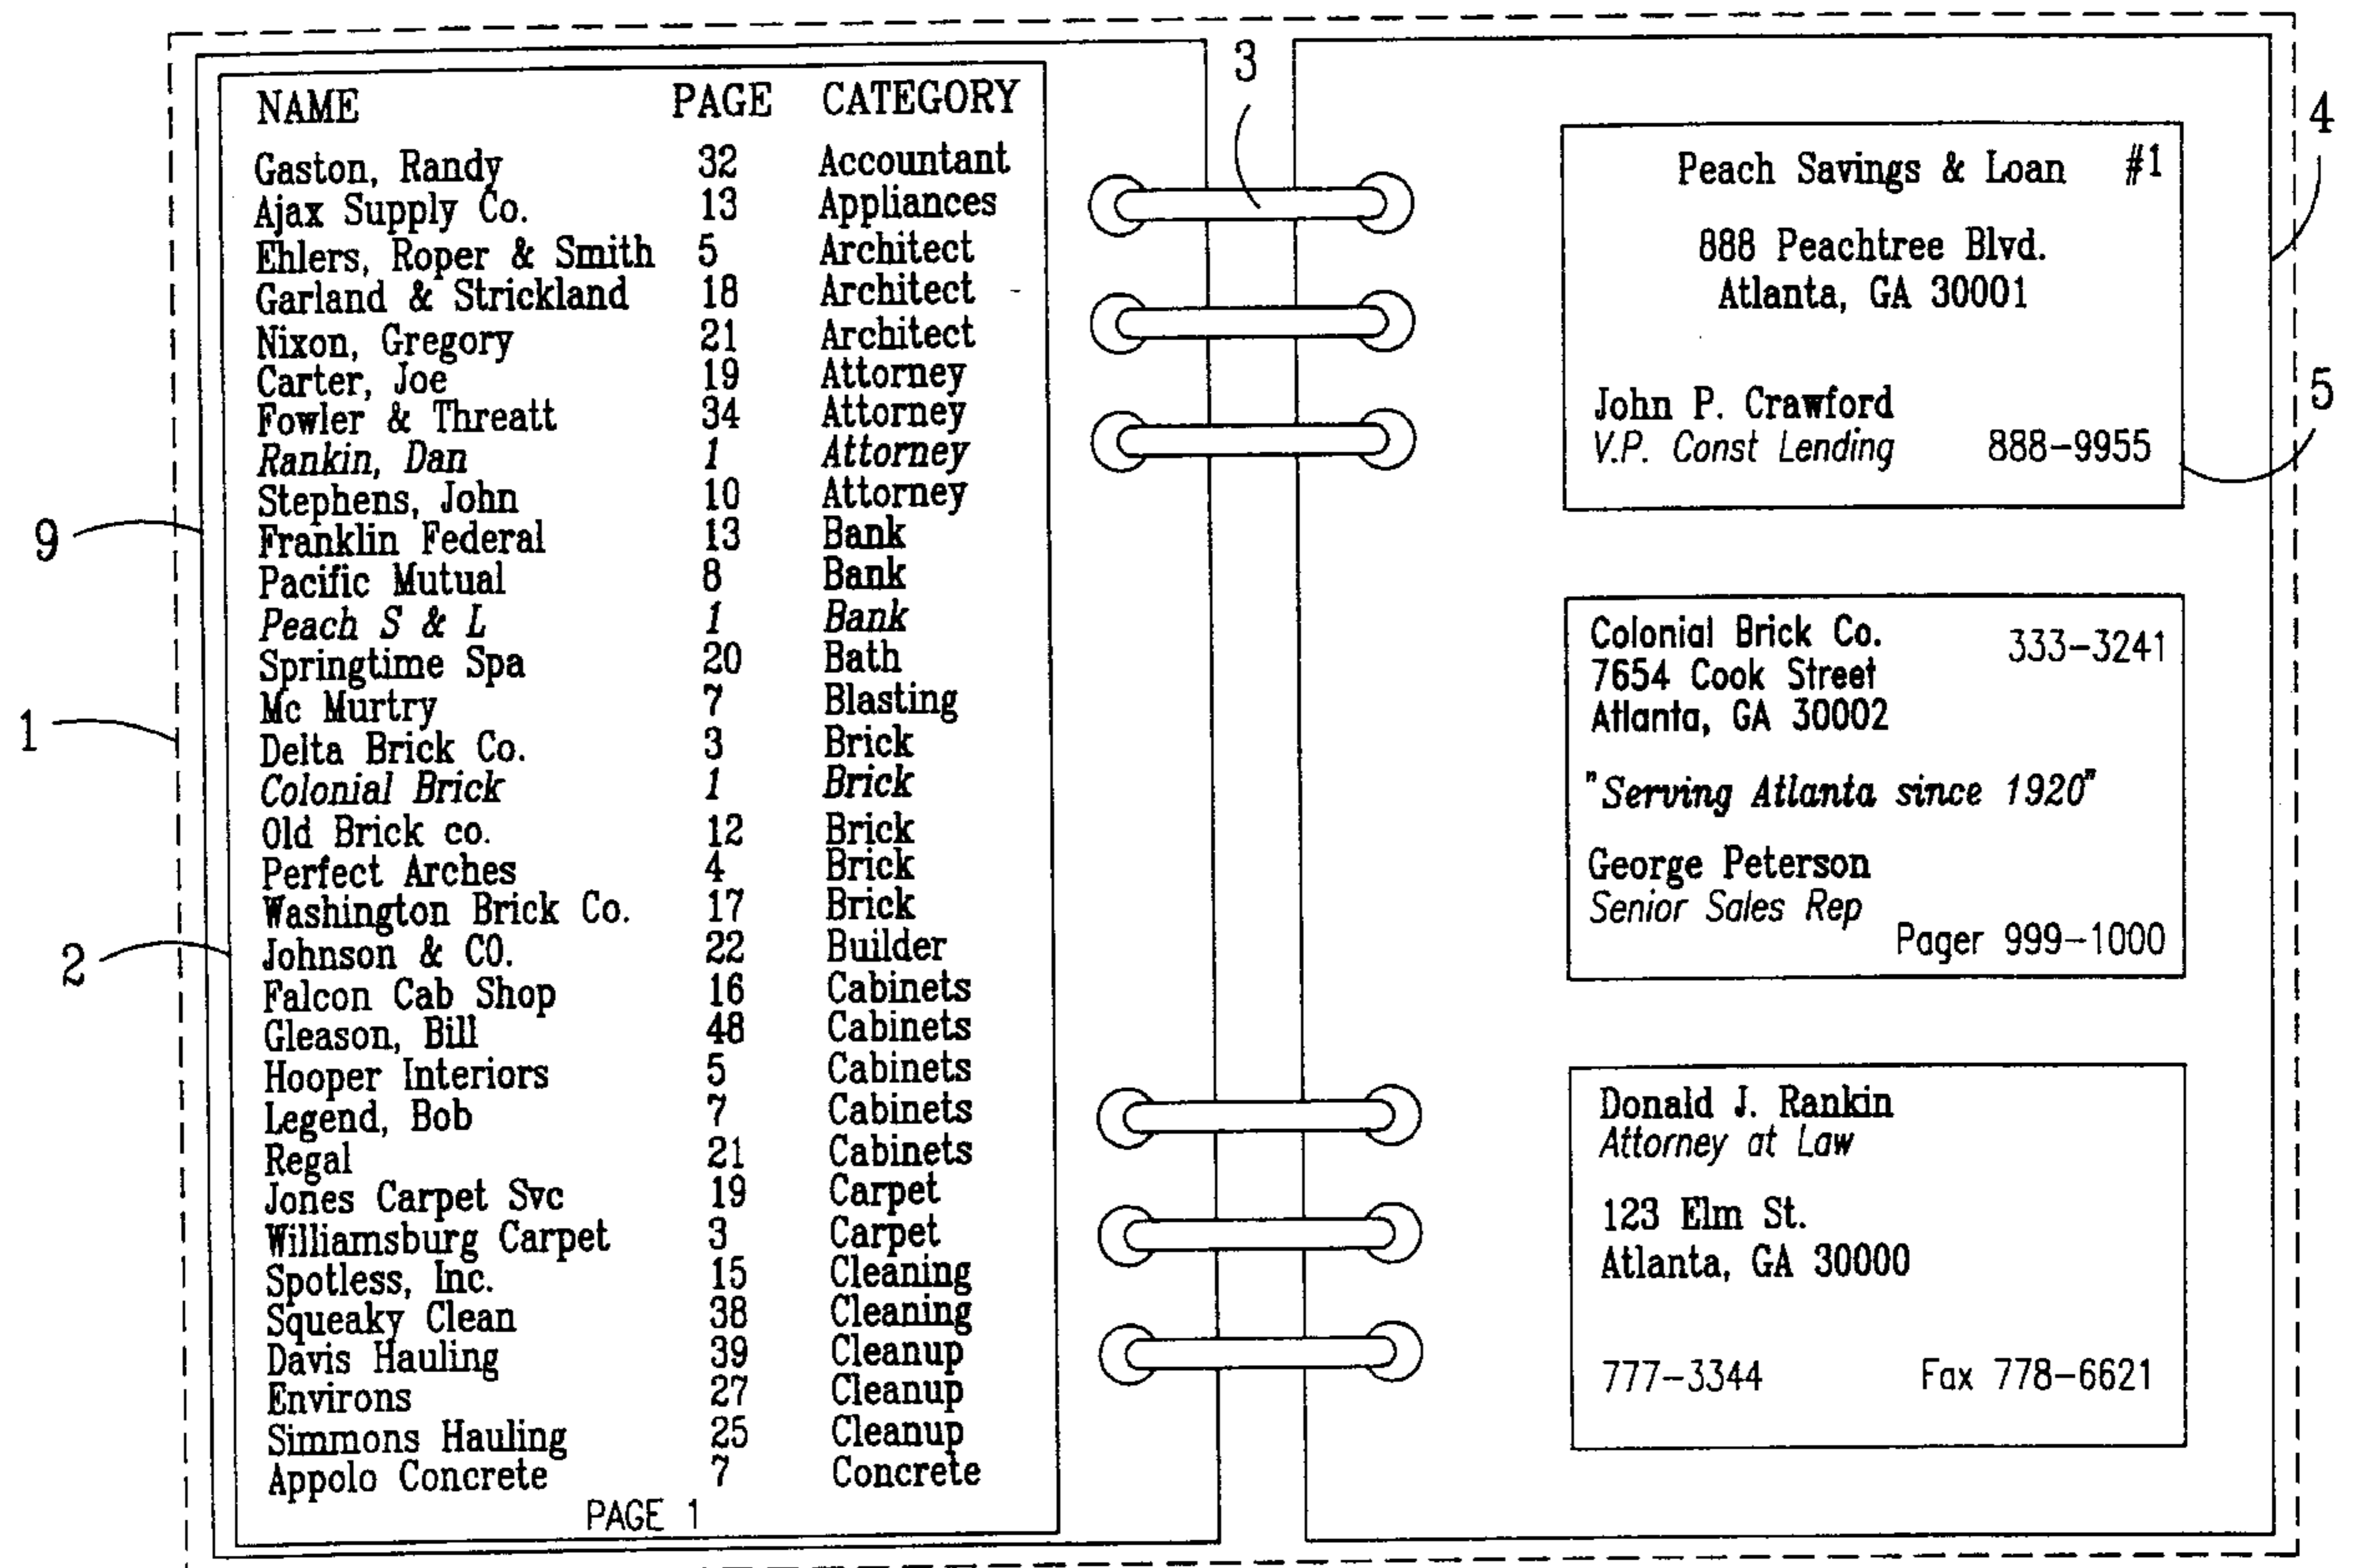 NAME PAGE CATEGORY
Gaston, Randy 32 Accountant
Ajax Supply Co. 13 Appliances
Ehlers, Roper & Smith 5 Architect
Garland & Strickland 18 Architect
Nixon, Gregory 21 Architect
Carter, Joe 19 Attorney
Fowler & Threatt 34 Attorney
Rankin, Dan 1 Attorney
Stephens, John 10 Attorney
Franklin Federal 13 Bank
Pacific Mutual 8 Bank
Peach S & L 1 Bank
Springtime Spa 20 Bath
Mc Murtry 7 Blasting
Delta Brick Co. 3 Brick
Colonial Brick 1 Brick
Old Brick co. 12 Brick
Perfect Arches 4 Brick
Washington Brick Co. 17 Brick
Johnson & CO. 22 Builder
Falcon Cab Shop 16 Cabinets
Gleason, Bill 48 Cabinets
Hooper Interiors 5 Cabinets
Legend, Bob 7 Cabinets
Regal 21 Cabinets
Jones Carpet Svc 19 Carpet
Williamsburg Carpet 3 Carpet
Spotless, Inc. 15 Cleaning
Squeaky Clean 38 Cleaning
Davis Hauling 39 Cleanup
Environs 27 Cleanup
Simmons Hauling 25 Cleanup
Appolo Concrete 7 Concrete
PAGE 1
9
1
2
3
4
5
Peach Savings & Loan #1
888 Peachtree Blvd.
Atlanta, GA 30001
John P. Crawford
V.P. Const Lending 888-9955
Colonial Brick Co. 333-3241
7654 Cook Street
Atlanta, GA 30002
"Serving Atlanta since 1920"
George Peterson
Senior Sales Rep
Pager 999-1000
Donald J. Rankin
Attorney at Law
123 Elm St.
Atlanta, GA 30000
777-3344 Fax 778-6621